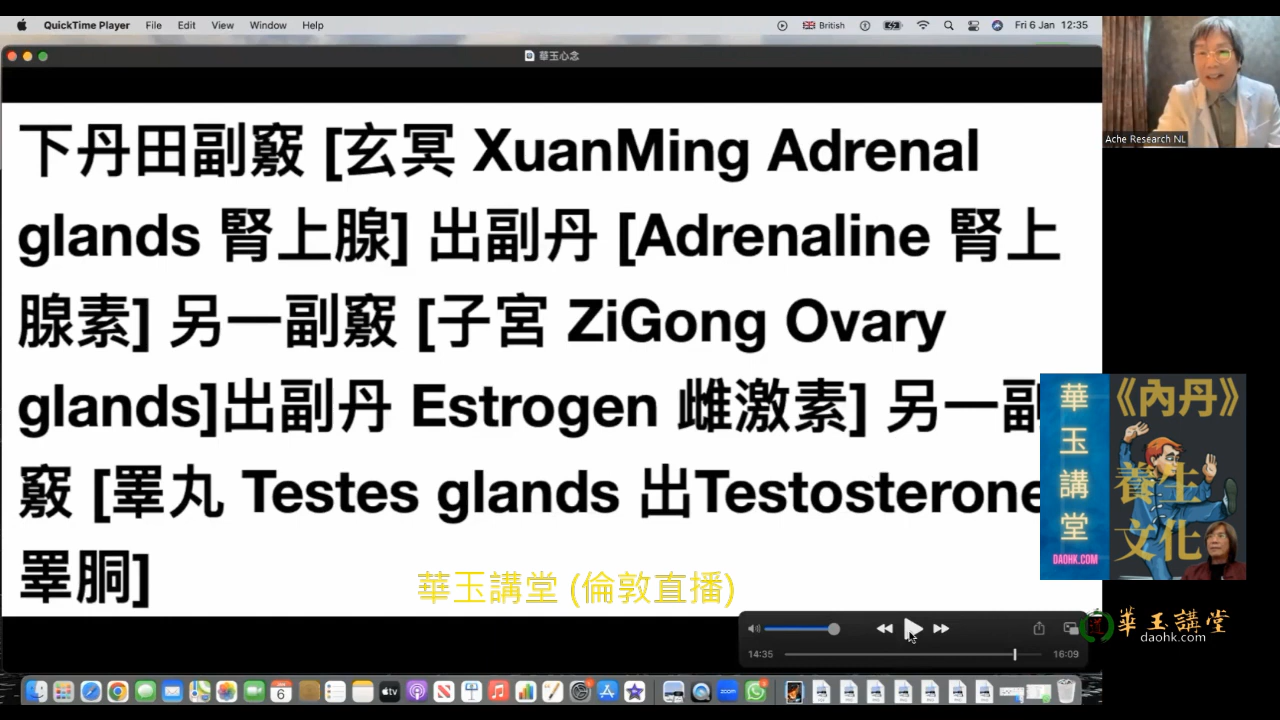 QuickTime Player File Edit View Window Help British Fri 6 Jan 12:35
華玉心念
Ache Research NL
下丹田副竅 [玄冥 XuanMing Adrenal
glands 腎上腺] 出副丹 [Adrenaline 腎上
腺素] 另一副竅 [子宮 ZiGong Ovary
glands]出副丹 Estrogen 雌激素] 另一副
竅 [睪丸 Testes glands 出Testosterone
睪胴]
華玉講堂 (倫敦直播)
華玉講堂
DAOHK.COM
《內丹》
養生
文化
14:35
16:09
華玉講堂
daohk.com